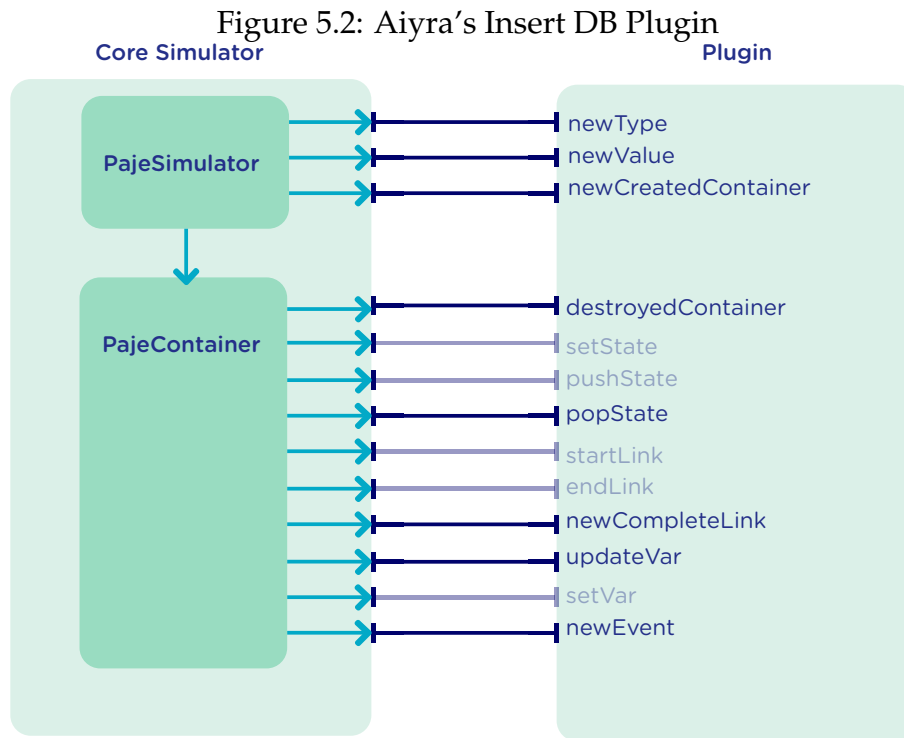 Figure 5.2: Aiyra’s Insert DB Plugin
Core Simulator
Plugin
PajeSimulator
newType
newValue
newCreatedContainer
PajeContainer
destroyedContainer
setState
pushState
popState
startLink
endLink
newCompleteLink
updateVar
setVar
newEvent